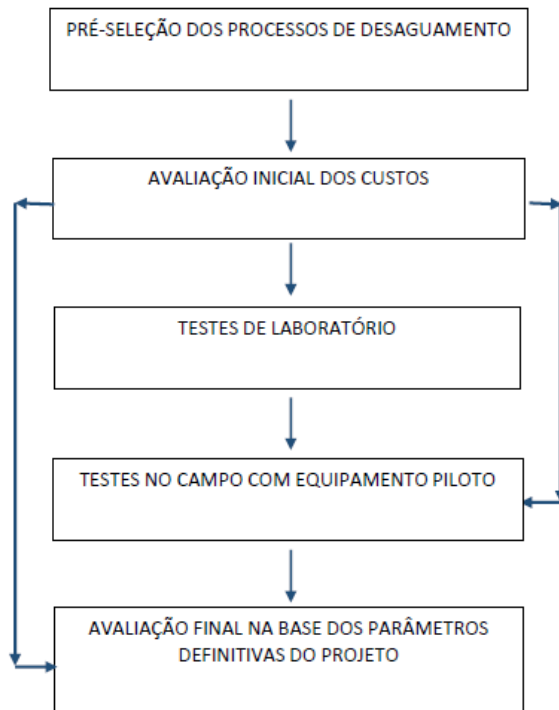 PRÉ-SELEÇÃO DOS PROCESSOS DE DESAGUAMENTO
AVALIAÇÃO INICIAL DOS CUSTOS
TESTES DE LABORATÓRIO
TESTES NO CAMPO COM EQUIPAMENTO PILOTO
AVALIAÇÃO FINAL NA BASE DOS PARÂMETROS
DEFINITIVAS DO PROJETO